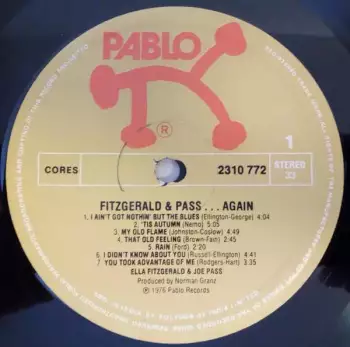 PABLO
®
1
CORES
2310 772
STEREO
33
FITZGERALD & PASS . . . AGAIN
1. I AIN'T GOT NOTHIN' BUT THE BLUES (Ellington-George) 4:04
2. 'TIS AUTUMN (Nemo) 5:05
3. MY OLD FLAME (Johnston-Coslow) 4:49
4. THAT OLD FEELING (Brown-Fain) 2:45
5. RAIN (Ford) 2:20
6. I DIDN'T KNOW ABOUT YOU (Russell-Ellington) 4:41
7. YOU TOOK ADVANTAGE OF ME (Rodgers-Hart) 3:35
ELLA FITZGERALD & JOE PASS
Produced by Norman Granz
℗ 1976 Pablo Records